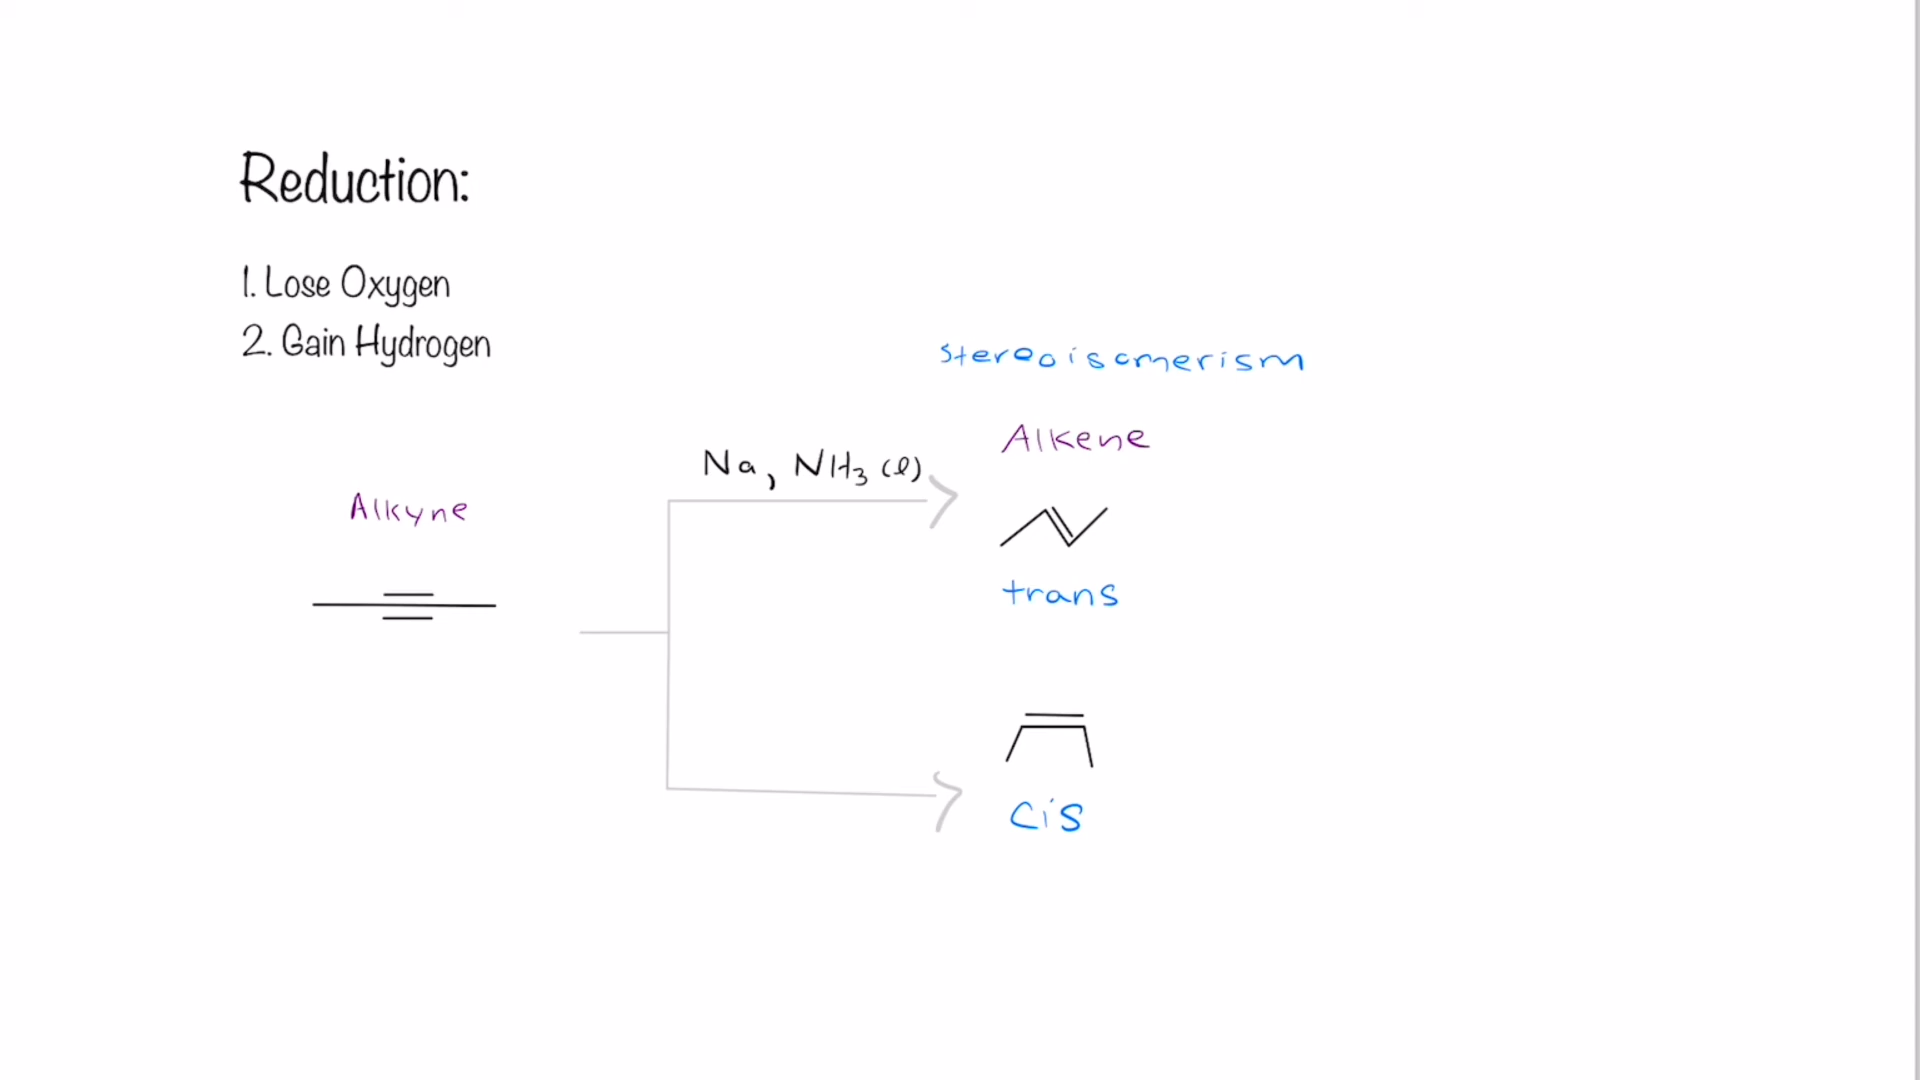 Reduction:
1. Lose Oxygen
2. Gain Hydrogen
stereoisomerism
Alkene
Na, NH₃ (l)
Alkyne
trans
cis